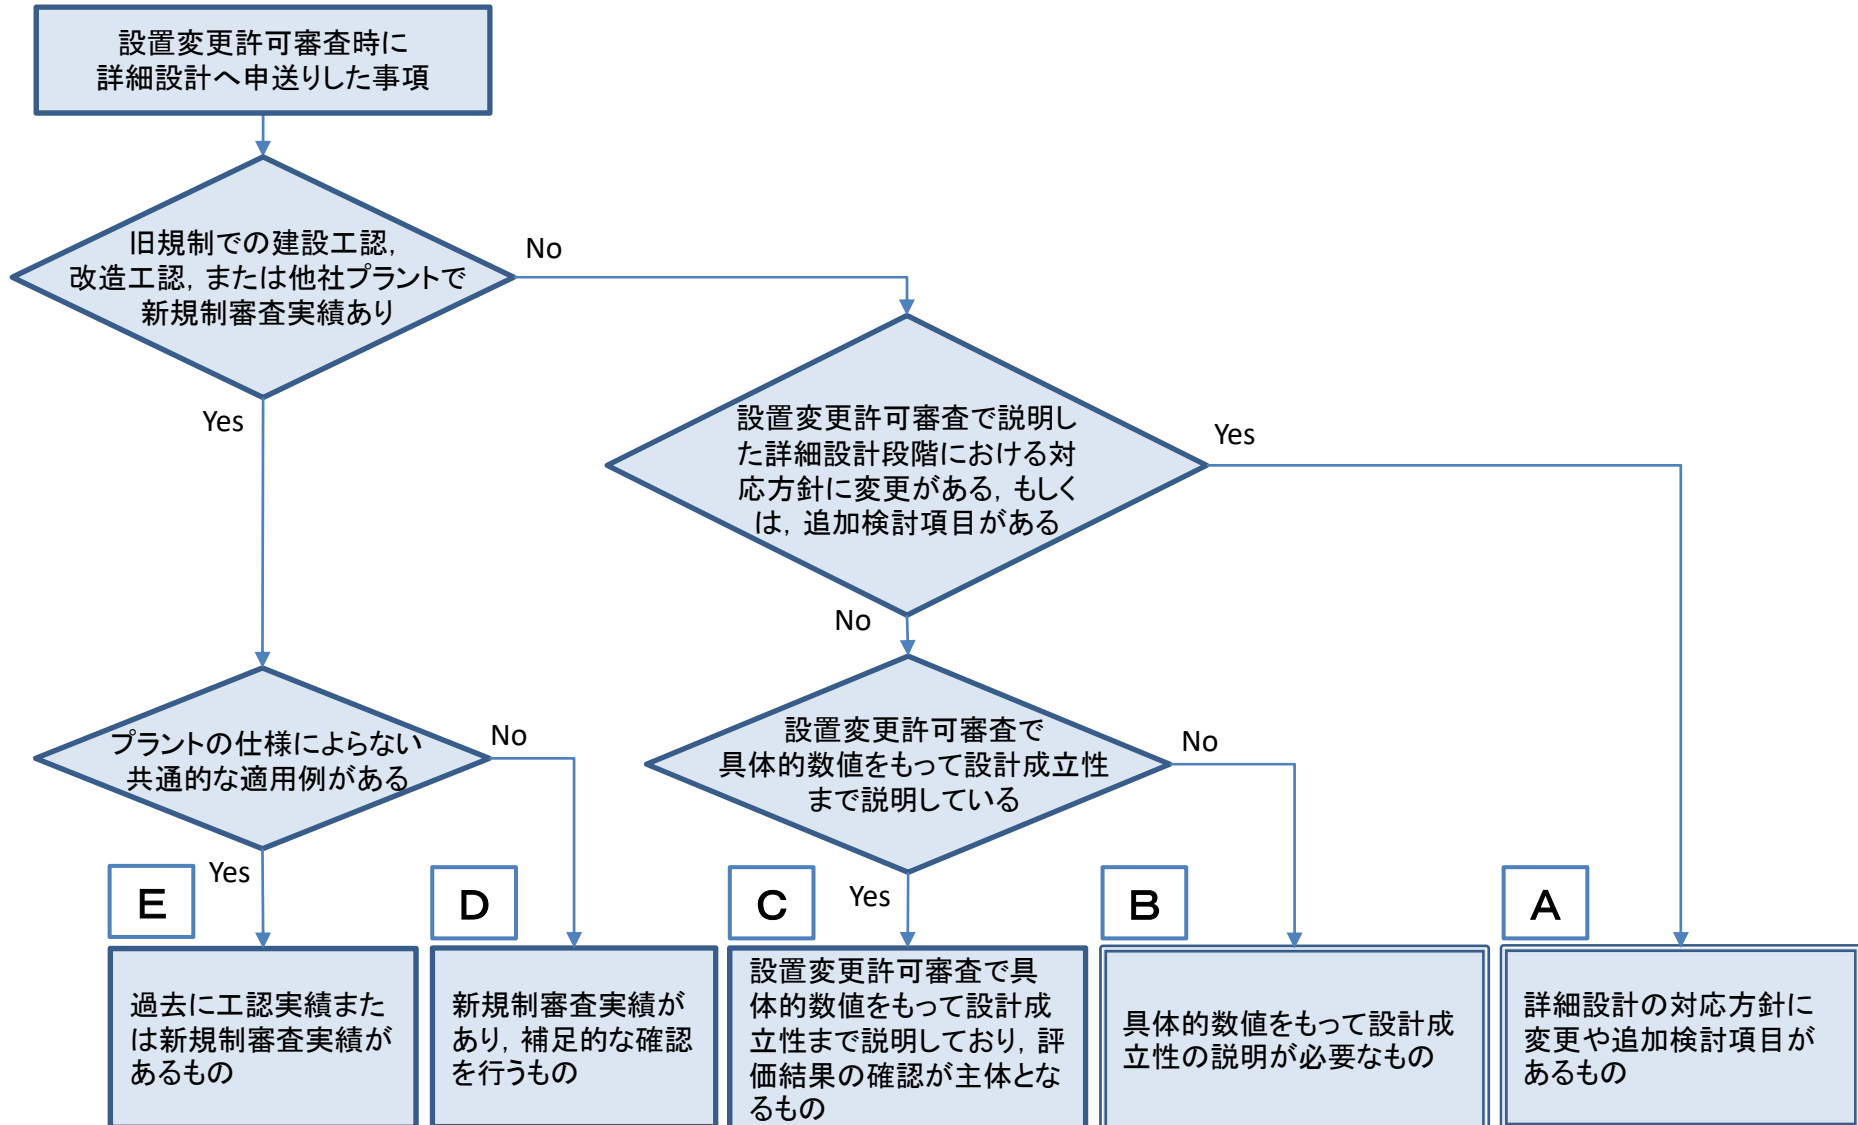 設置変更許可審査時に
詳細設計へ申送りした事項
旧規制での建設工認，
改造工認，または他社プラントで
新規制審査実績あり
No
Yes
設置変更許可審査で説明し
た詳細設計段階における対
応方針に変更がある，もしく
は，追加検討項目がある
Yes
No
プラントの仕様によらない
共通的な適用例がある
No
Yes
設置変更許可審査で
具体的数値をもって設計成立性
まで説明している
No
Yes
E
D
C
B
A
過去に工認実績また
は新規制審査実績が
あるもの
新規制審査実績が
あり，補足的な確認
を行うもの
設置変更許可審査で具
体的数値をもって設計成
立性まで説明しており，評
価結果の確認が主体とな
るもの
具体的数値をもって設計成
立性の説明が必要なもの
詳細設計の対応方針に
変更や追加検討項目が
あるもの